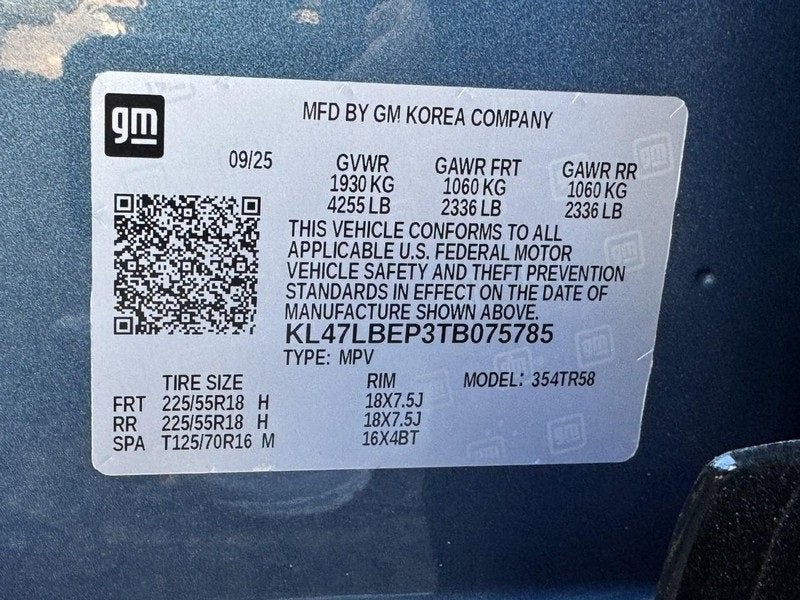 gm
MFD BY GM KOREA COMPANY
09/25 GVWR GAWR FRT GAWR RR
1930 KG 1060 KG 1060 KG
4255 LB 2336 LB 2336 LB
THIS VEHICLE CONFORMS TO ALL
APPLICABLE U.S. FEDERAL MOTOR
VEHICLE SAFETY AND THEFT PREVENTION
STANDARDS IN EFFECT ON THE DATE OF
MANUFACTURE SHOWN ABOVE.
KL47LBEP3TB075785
TYPE: MPV
TIRE SIZE RIM MODEL: 354TR58
FRT 225/55R18 H 18X7.5J
RR 225/55R18 H 18X7.5J
SPA T125/70R16 M 16X4BT